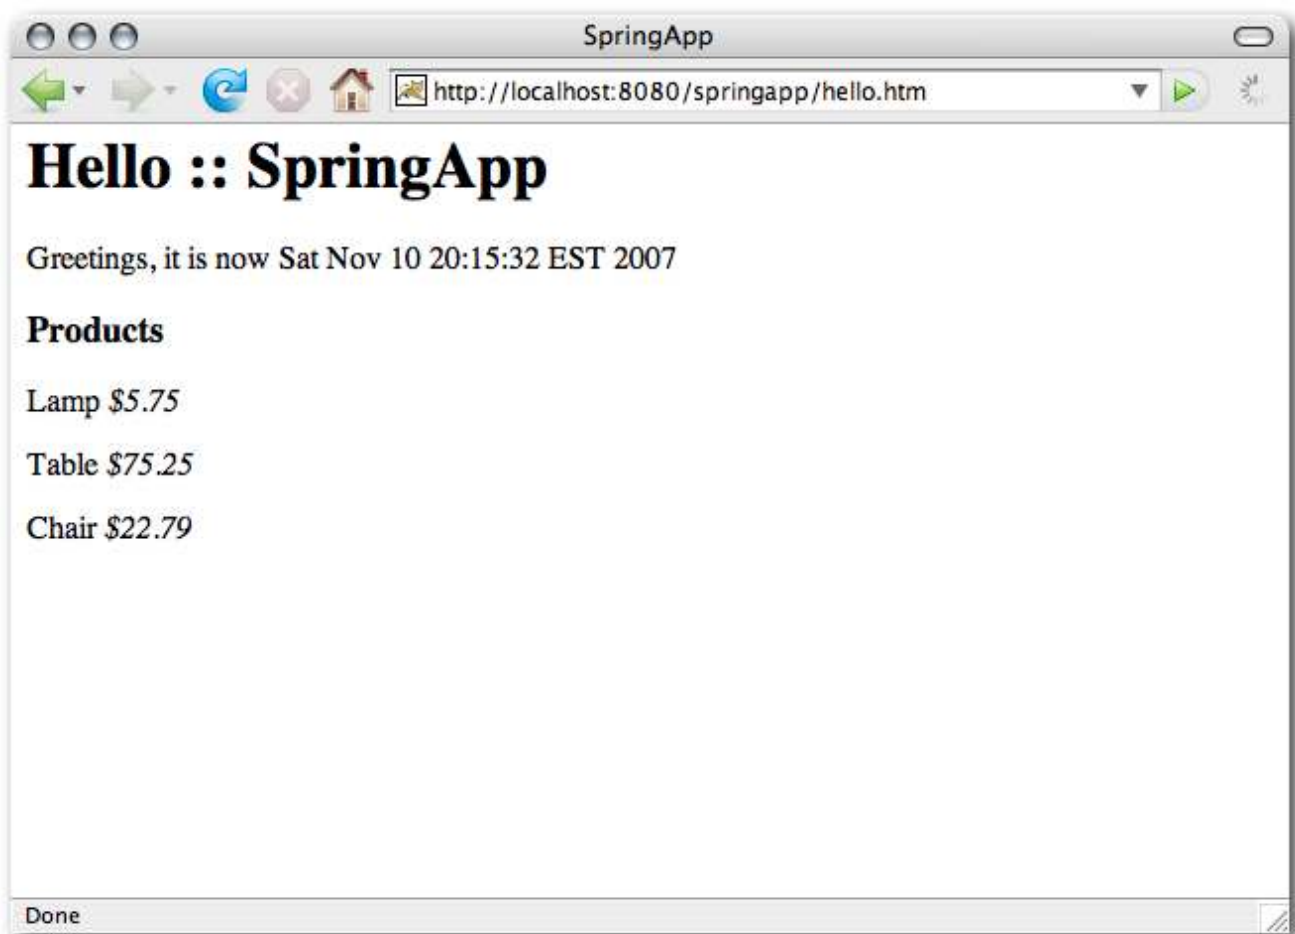 SpringApp
http://localhost:8080/springapp/hello.htm
Hello :: SpringApp
Greetings, it is now Sat Nov 10 20:15:32 EST 2007
Products
Lamp $5.75
Table $75.25
Chair $22.79
Done